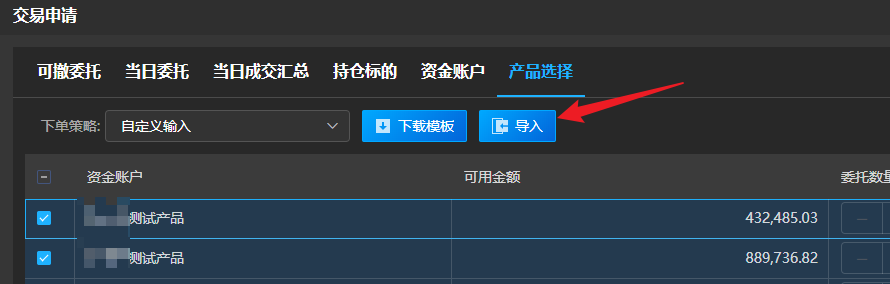 交易申请
可撤委托 当日委托 当日成交汇总 持仓标的 资金账户 产品选择
下单策略: 自定义输入 下载模板 导入
资金账户 可用金额 委托数量
测试产品 432,485.03
测试产品 889,736.82